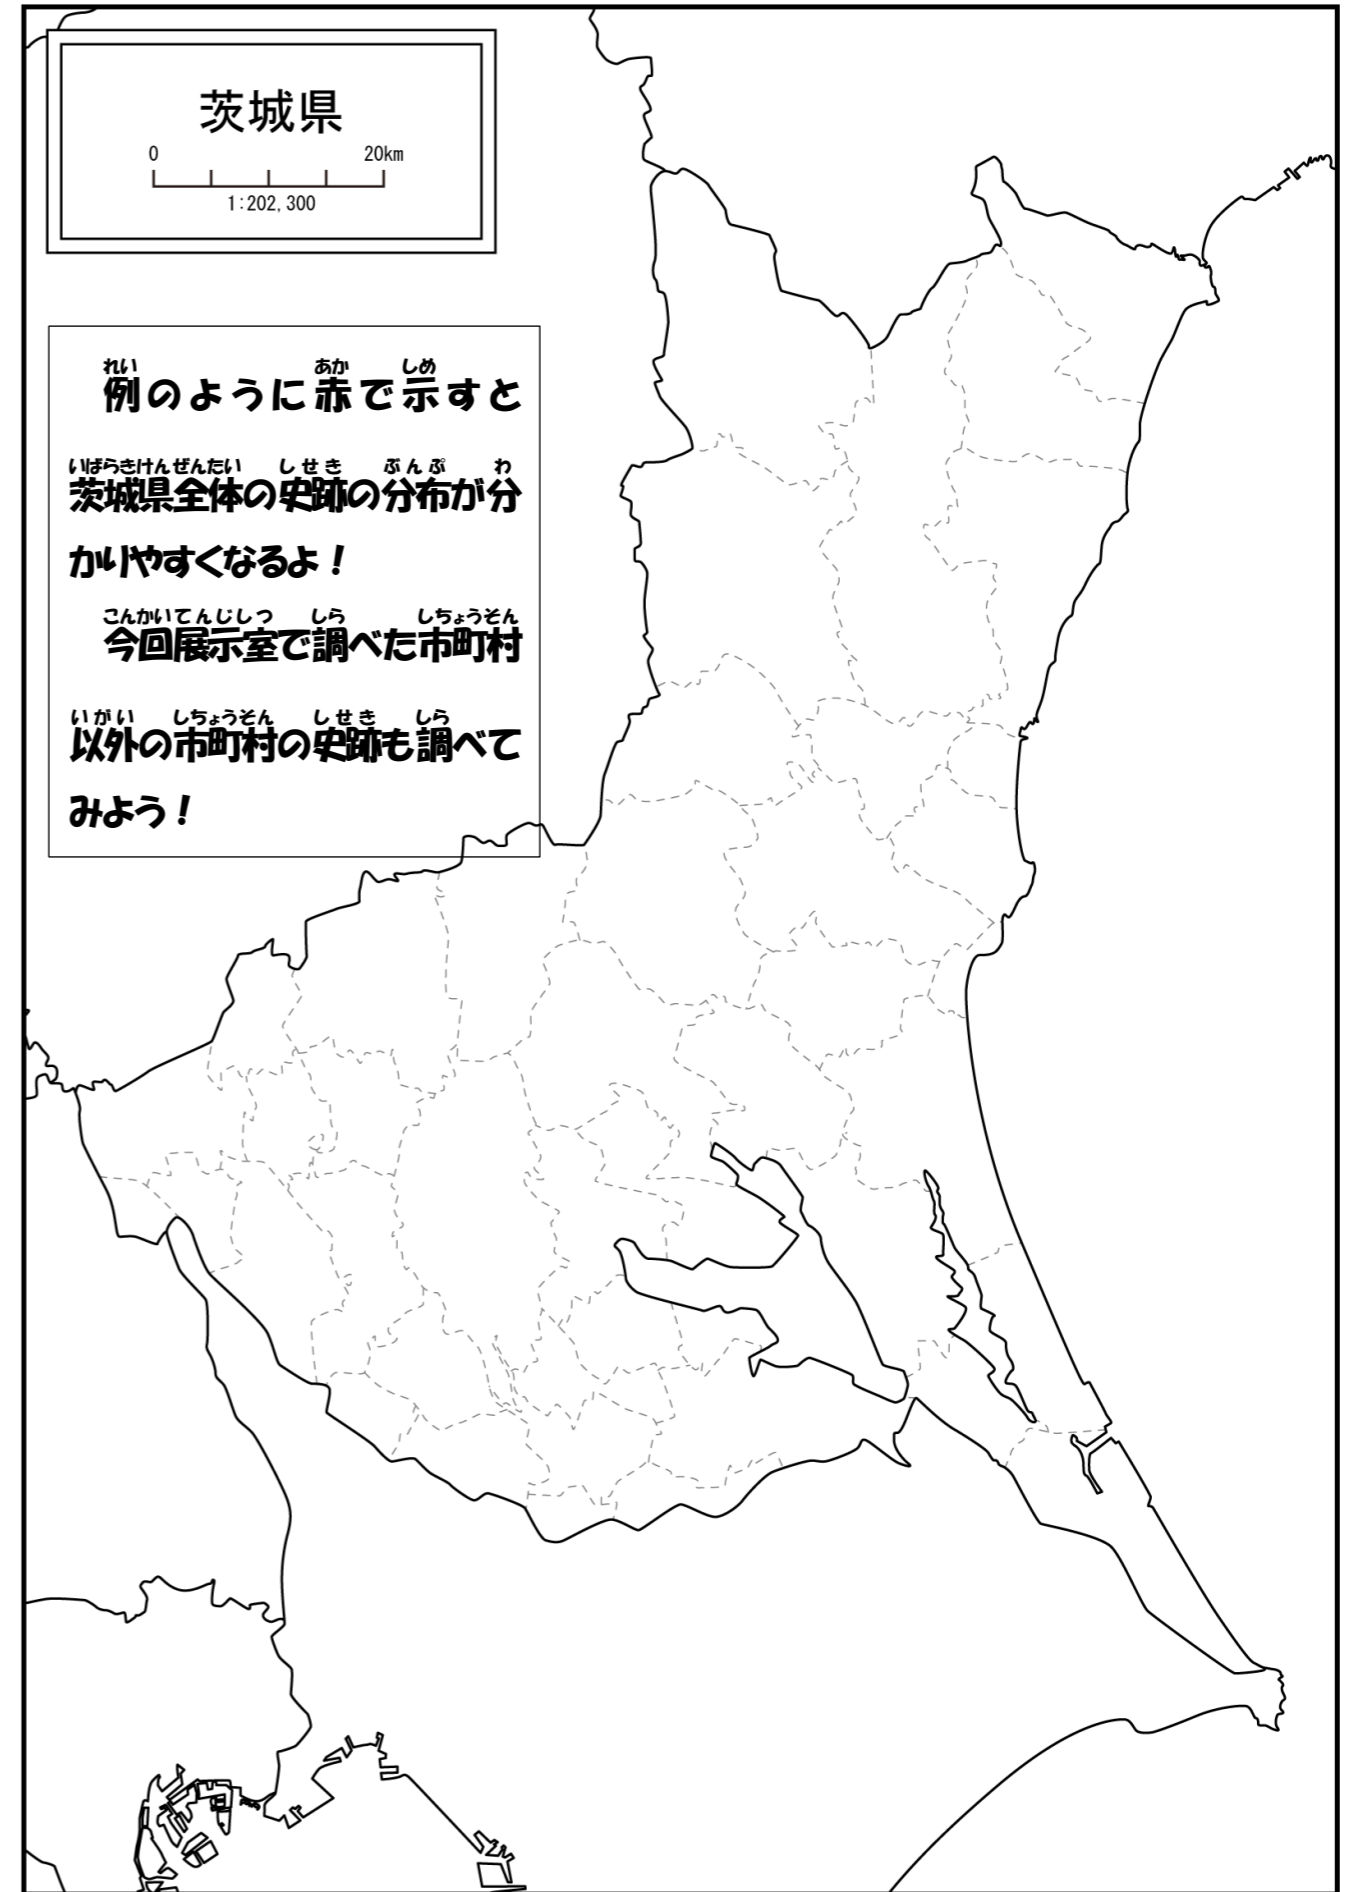 茨城県
0 20km
1:202,300
れい あか しめ
例のように赤で示すと
いばらきけんぜんたい しせき ぶんぷ わ
茨城県全体の史跡の分布が分
かりやすくなるよ！
こんかいてんじしつ しら しちょうそん
今回展示室で調べた市町村
いがい しちょうそん しせき しら
以外の市町村の史跡も調べて
みよう！